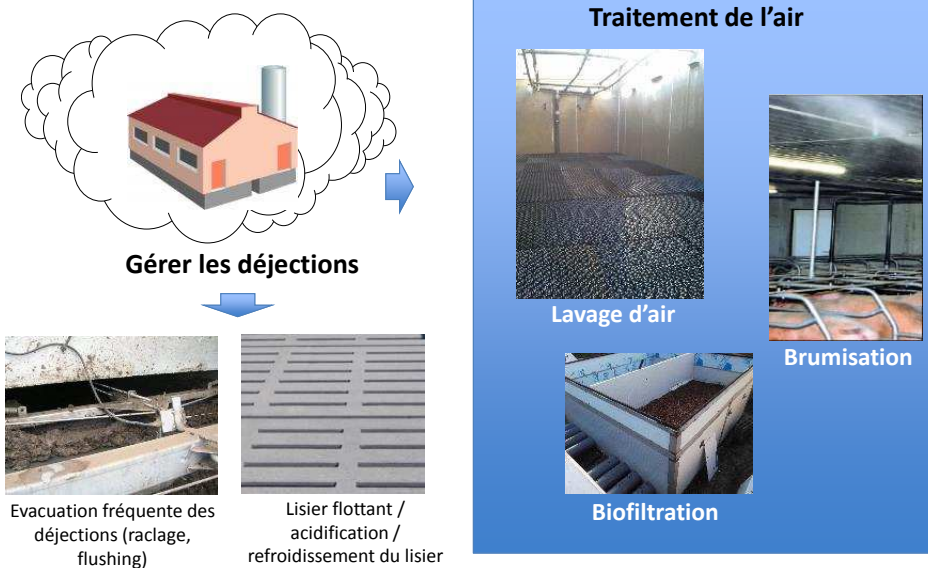 Traitement de l’air
Gérer les déjections
Lavage d’air
Brumisation
Biofiltration
Evacuation fréquente des
déjections (raclage,
flushing)
Lisier flottant /
acidification /
refroidissement du lisier